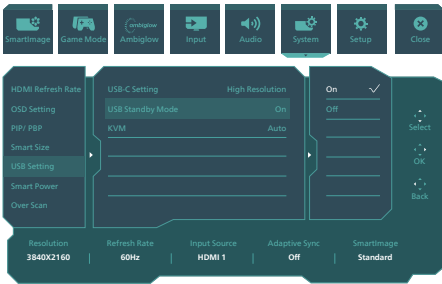 ambiglow
SmartImage Game Mode Ambiglow Input Audio System Setup Close
HDMI Refresh Rate
OSD Setting
PIP/ PBP
Smart Size
USB Setting
Smart Power
Over Scan
USB-C Setting High Resolution
USB Standby Mode On
KVM Auto
On
Off
Select
OK
Back
Resolution Refresh Rate Input Source Adaptive Sync SmartImage
3840X2160 60Hz HDMI 1 Off Standard